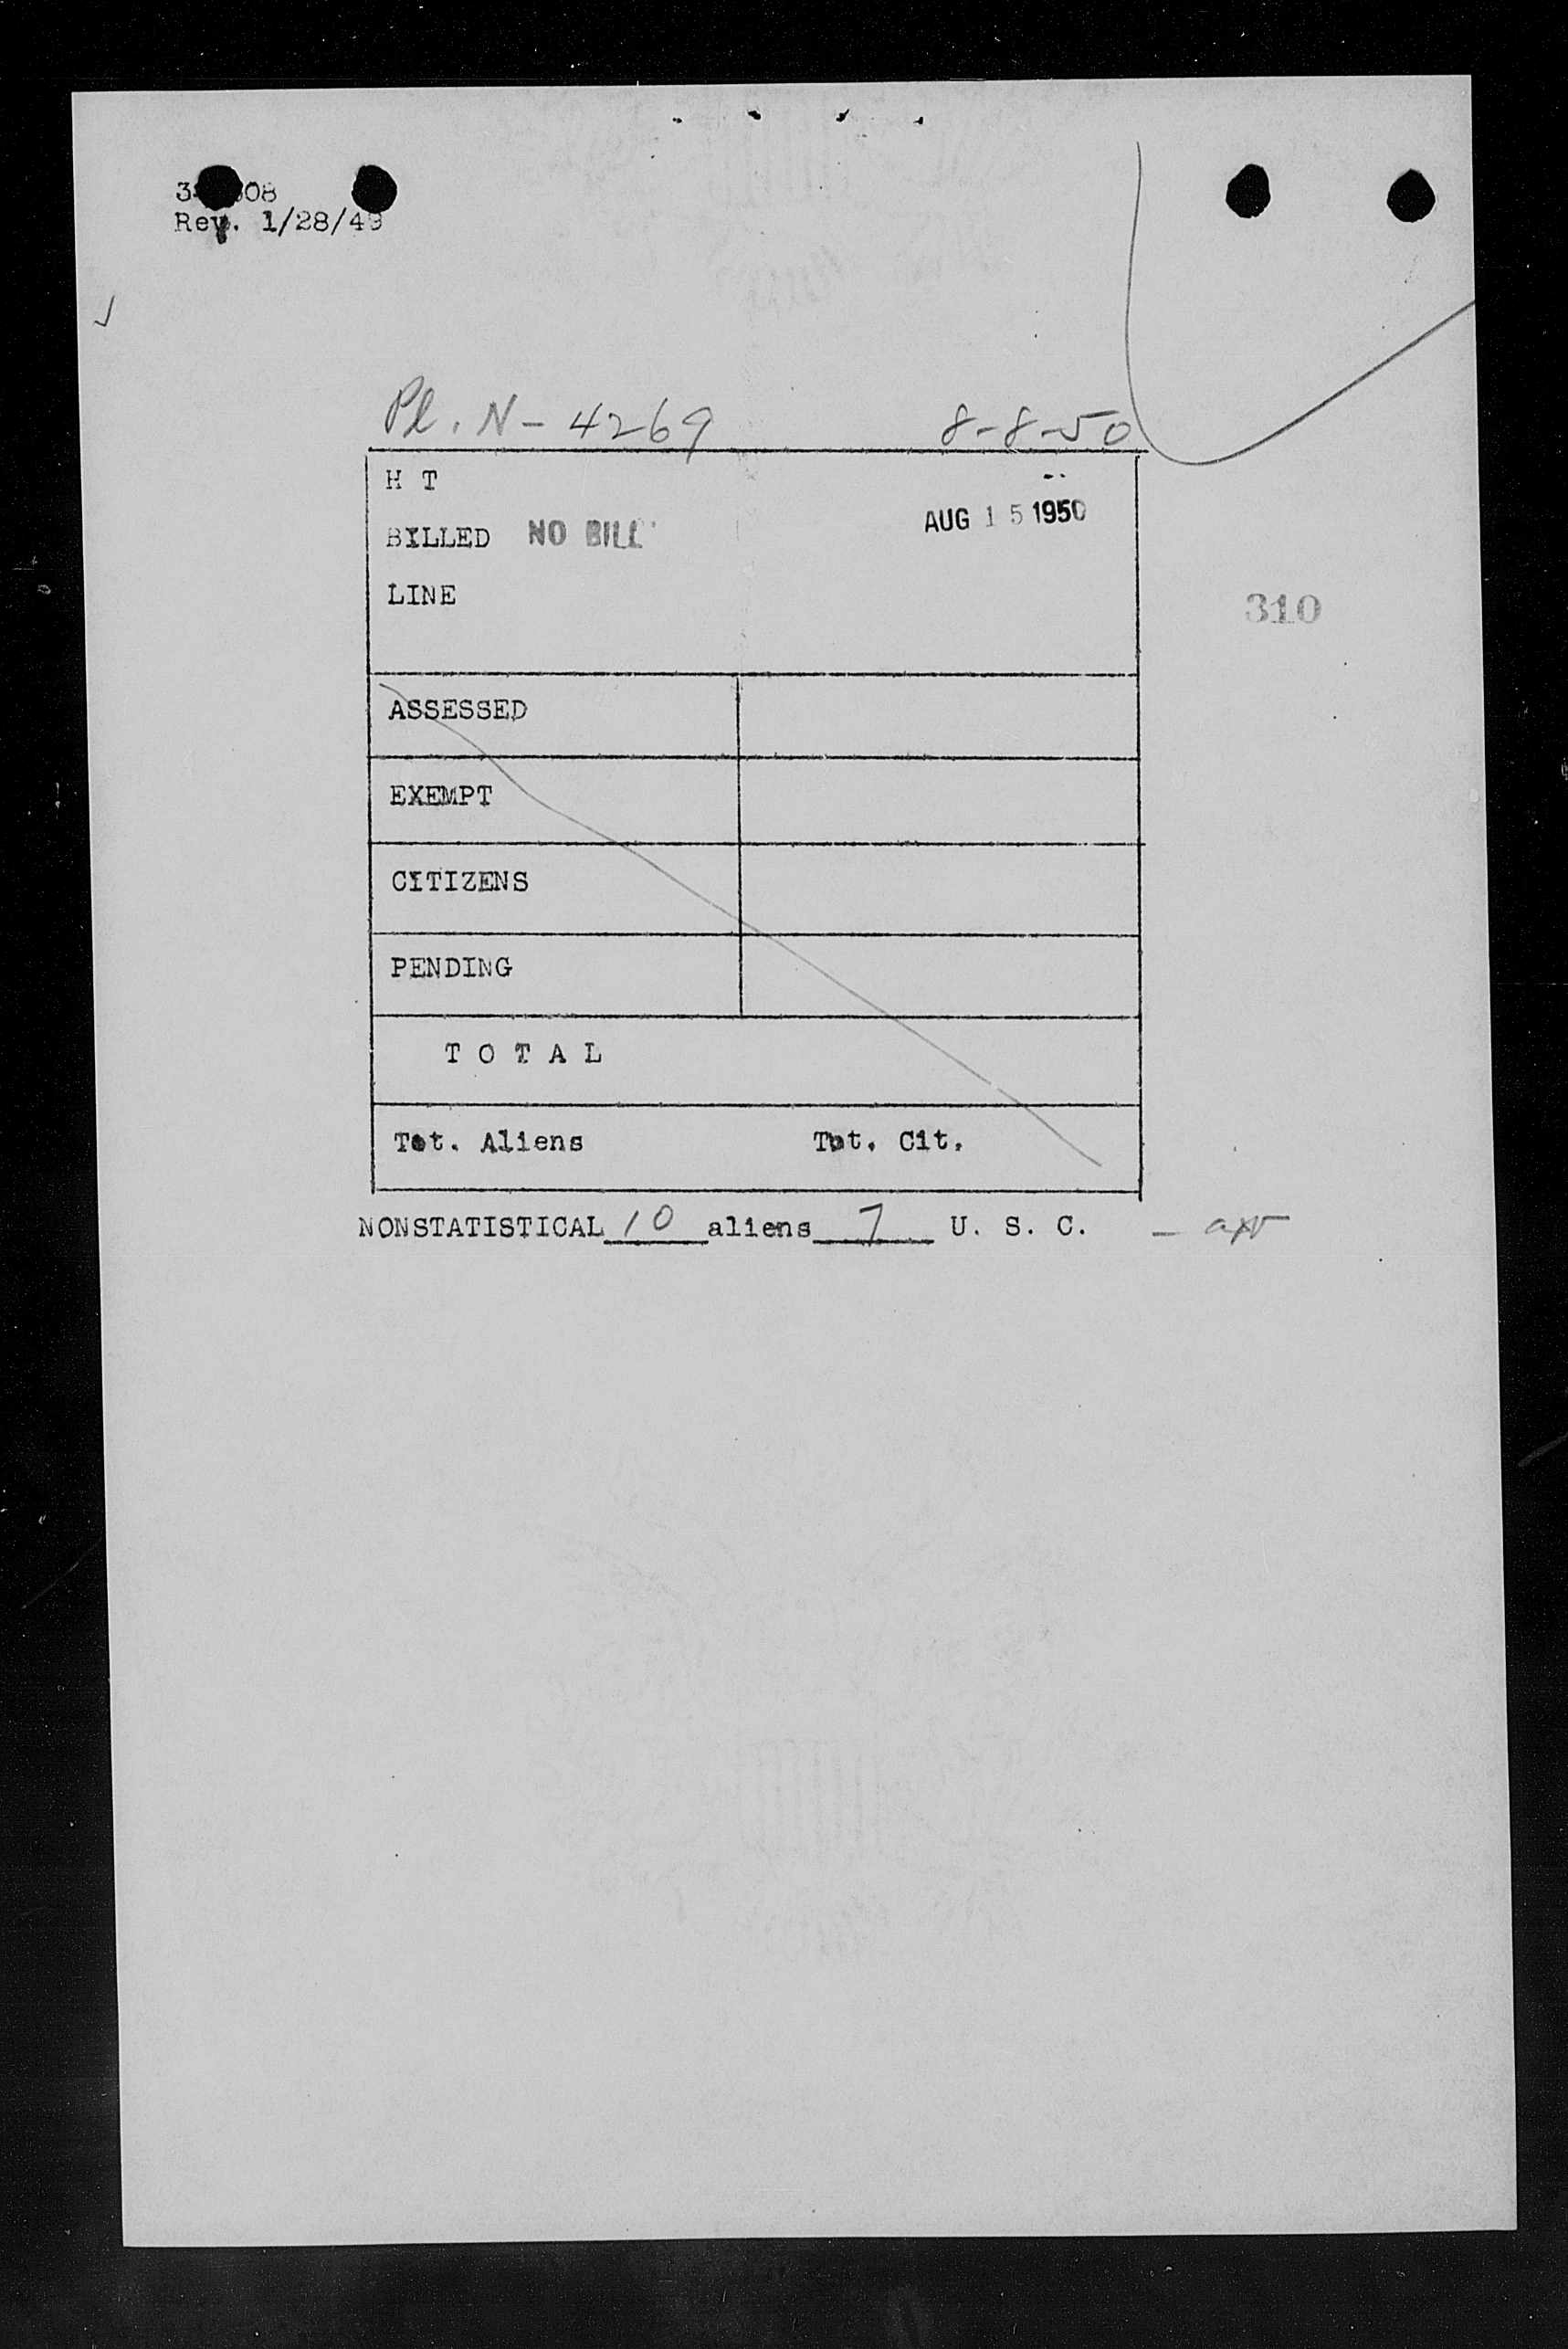 Rev. 1/28/49
Pl. N-4269 8-8-50
H T
BILLED NO BILL AUG 15 1950
LINE
310
ASSESSED
EXEMPT
CITIZENS
PENDING
T O T A L
Tot. Aliens Tot. Cit.
NONSTATISTICAL 10 aliens 7 U. S. C.